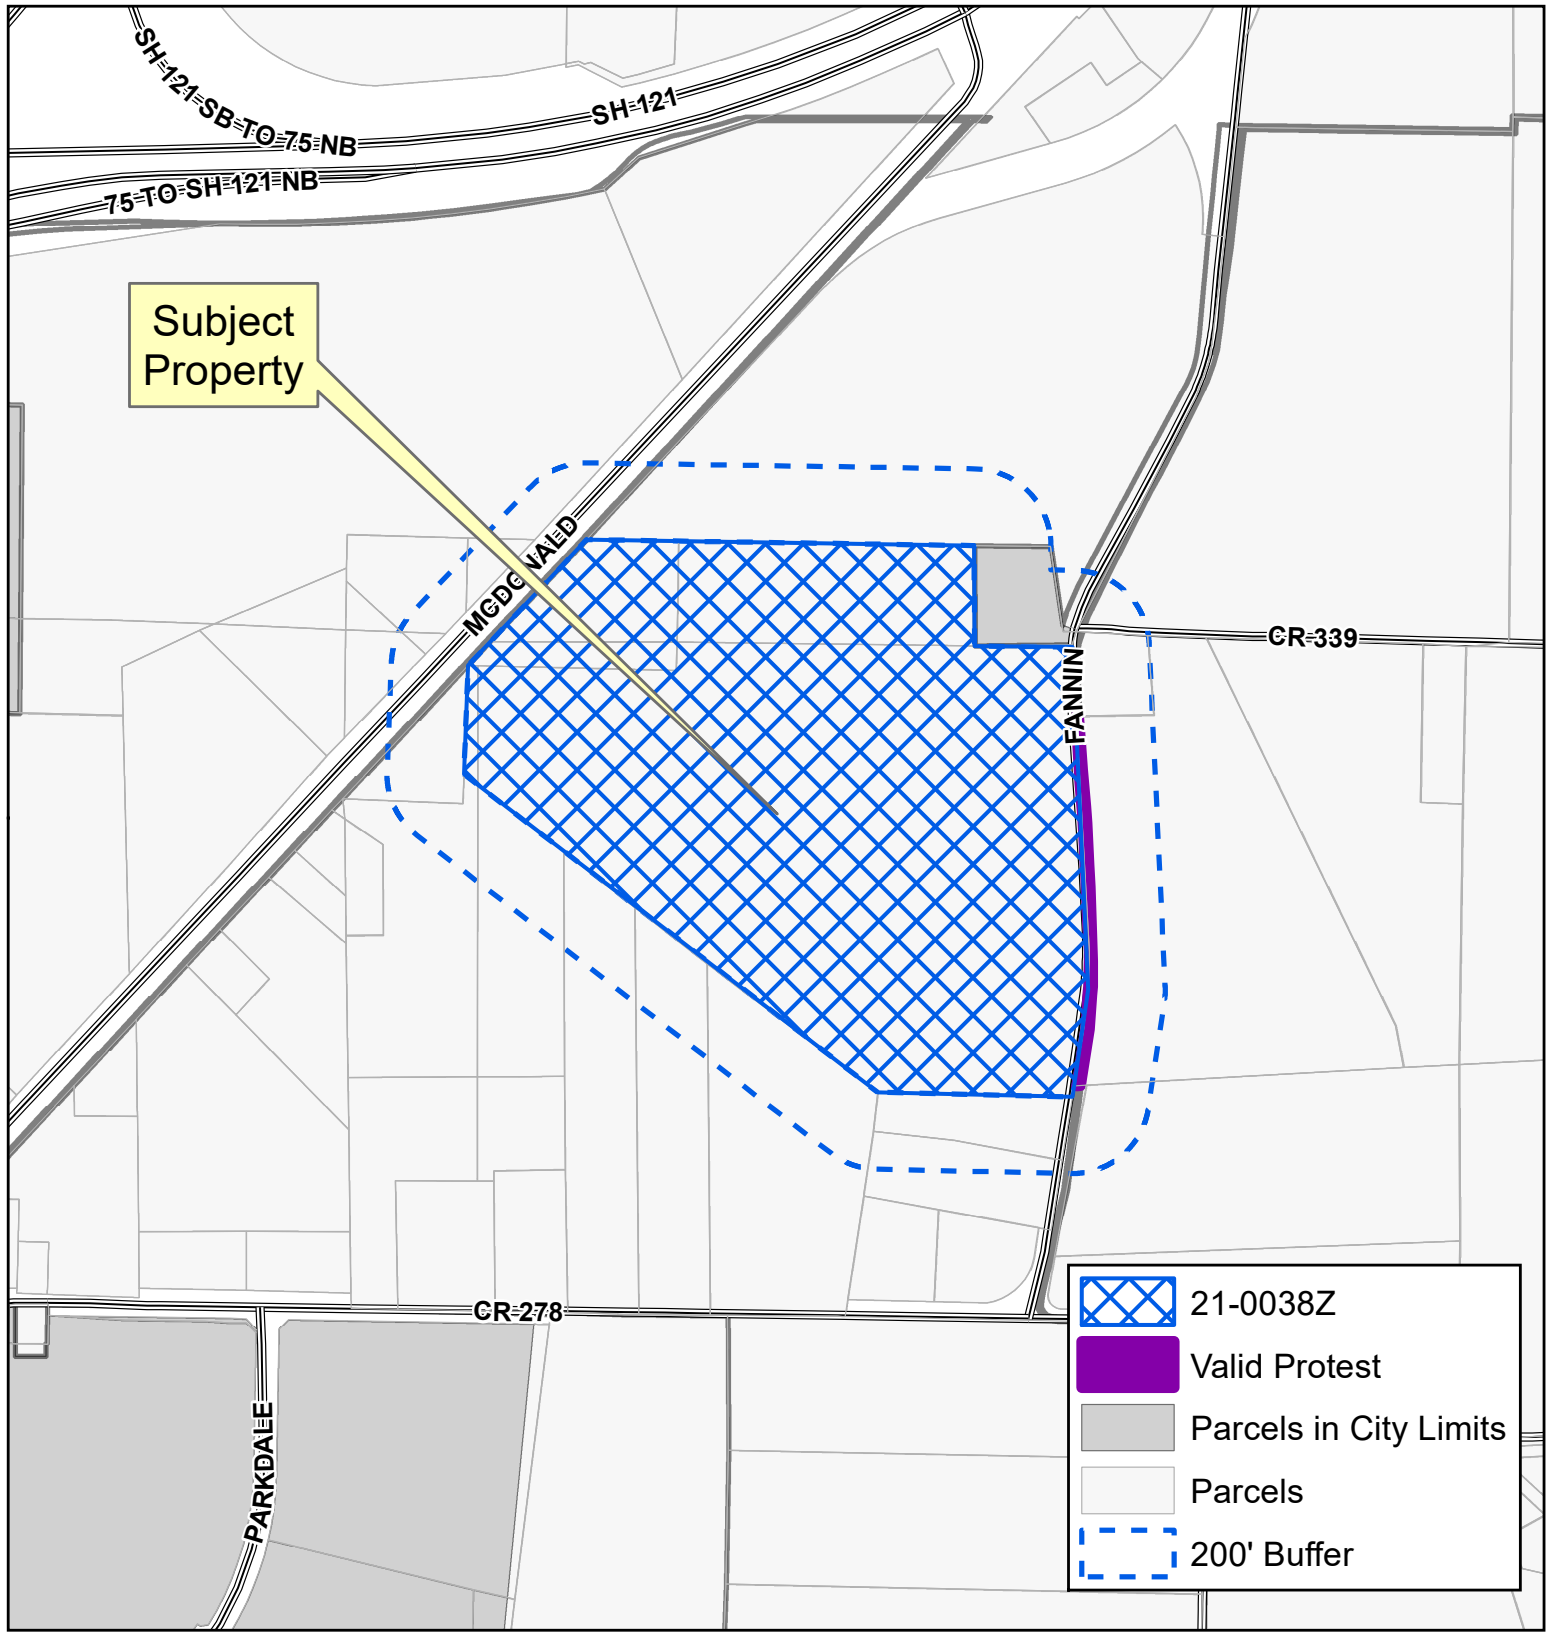 SH 121 SB TO 75 NB
SH 121
75 TO SH 121 NB
Subject
Property
MCDONALD
CR 339
FANNIN
CR 278
PARKDALE
21-0038Z
Valid Protest
Parcels in City Limits
Parcels
200' Buffer